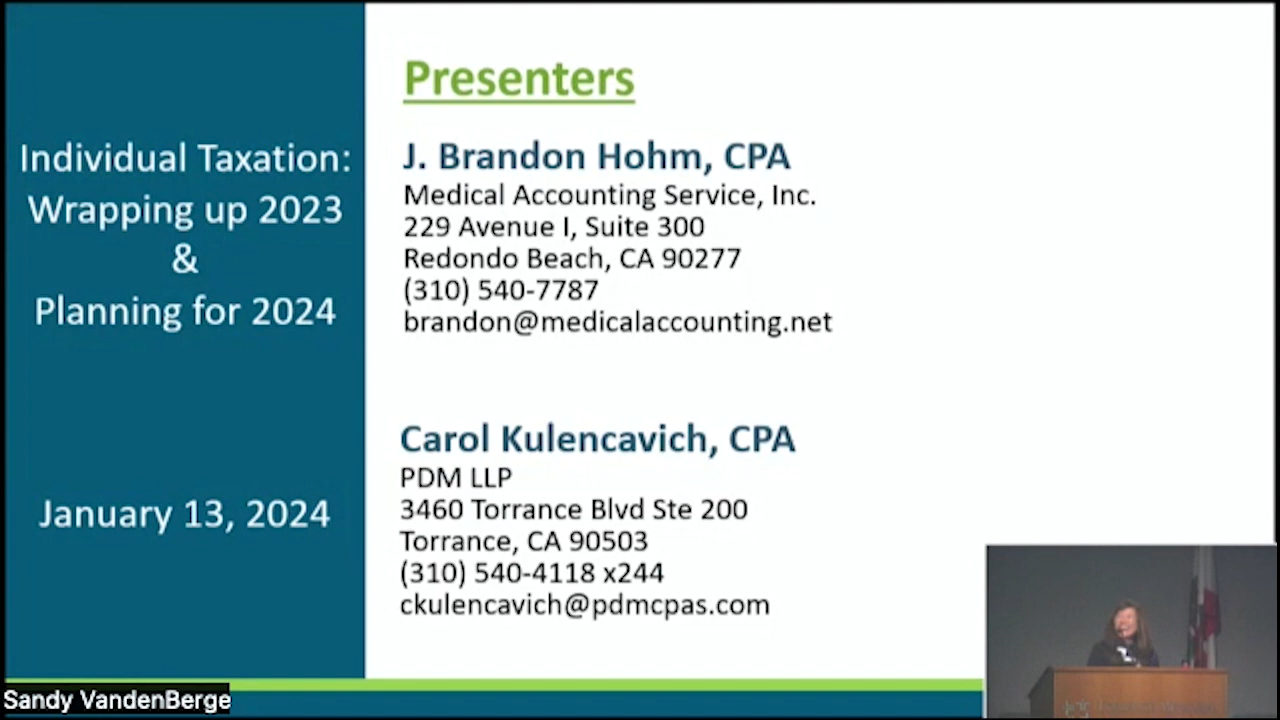 Individual Taxation:
Wrapping up 2023
&
Planning for 2024
January 13, 2024
Presenters
J. Brandon Hohm, CPA
Medical Accounting Service, Inc.
229 Avenue I, Suite 300
Redondo Beach, CA 90277
(310) 540-7787
brandon@medicalaccounting.net
Carol Kulencavich, CPA
PDM LLP
3460 Torrance Blvd Ste 200
Torrance, CA 90503
(310) 540-4118 x244
ckulencavich@pdmcpas.com
Sandy VandenBerge